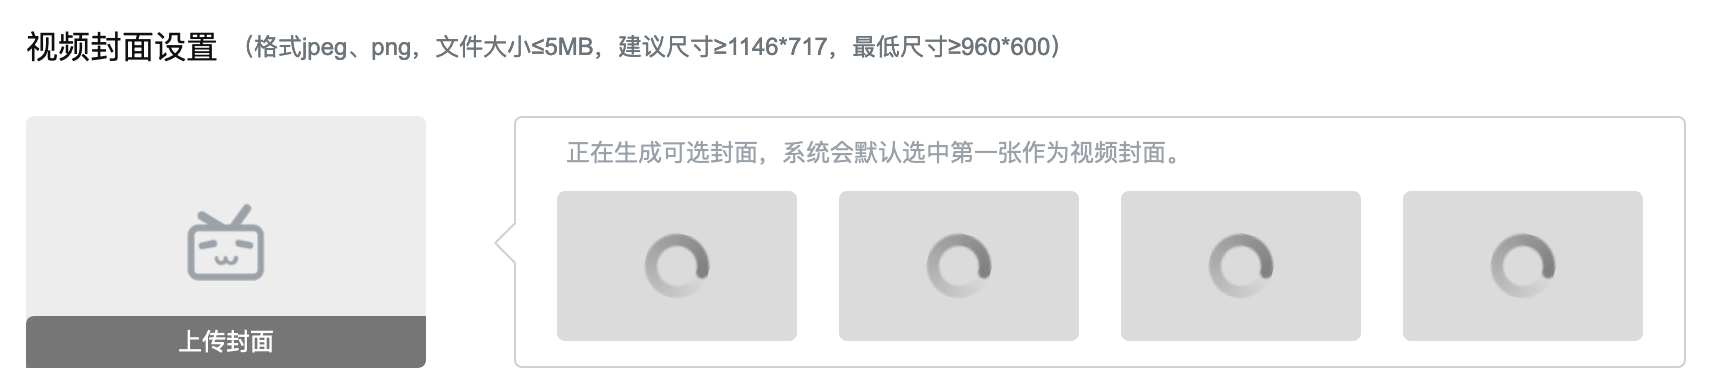 视频封面设置 （格式jpeg、png，文件大小≤5MB，建议尺寸≥1146*717，最低尺寸≥960*600）
正在生成可选封面，系统会默认选中第一张作为视频封面。
上传封面